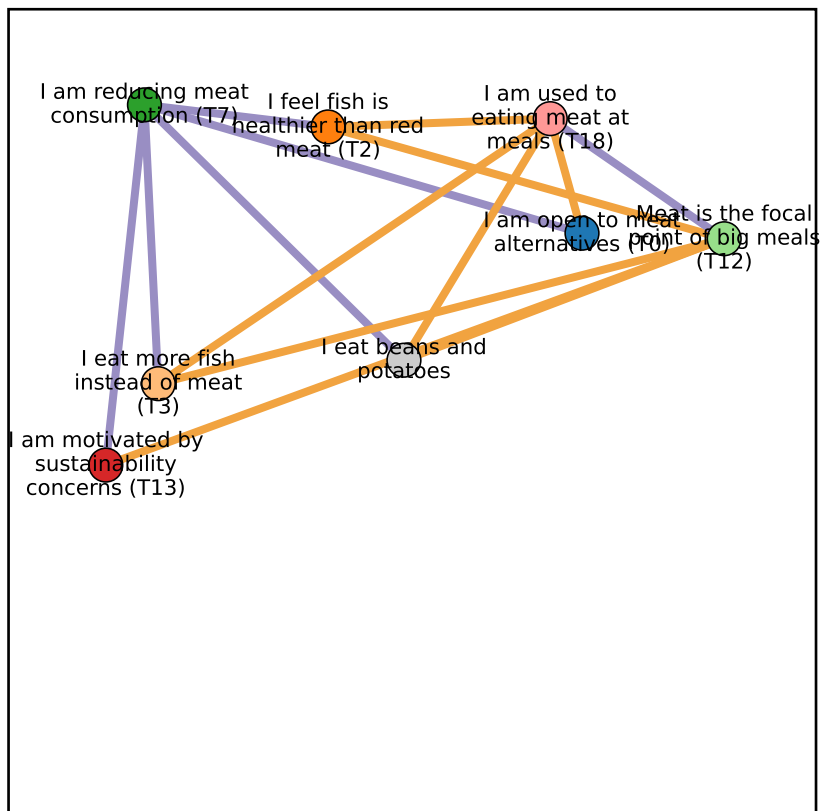 I am reducing meat
consumption (T7)
I feel fish is
healthier than red
meat (T2)
I am used to
eating meat at
meals (T18)
I am open to meat
alternatives (T0)
Meat is the focal
point of big meals
(T12)
I eat beans and
potatoes
I eat more fish
instead of meat
(T3)
I am motivated by
sustainability
concerns (T13)